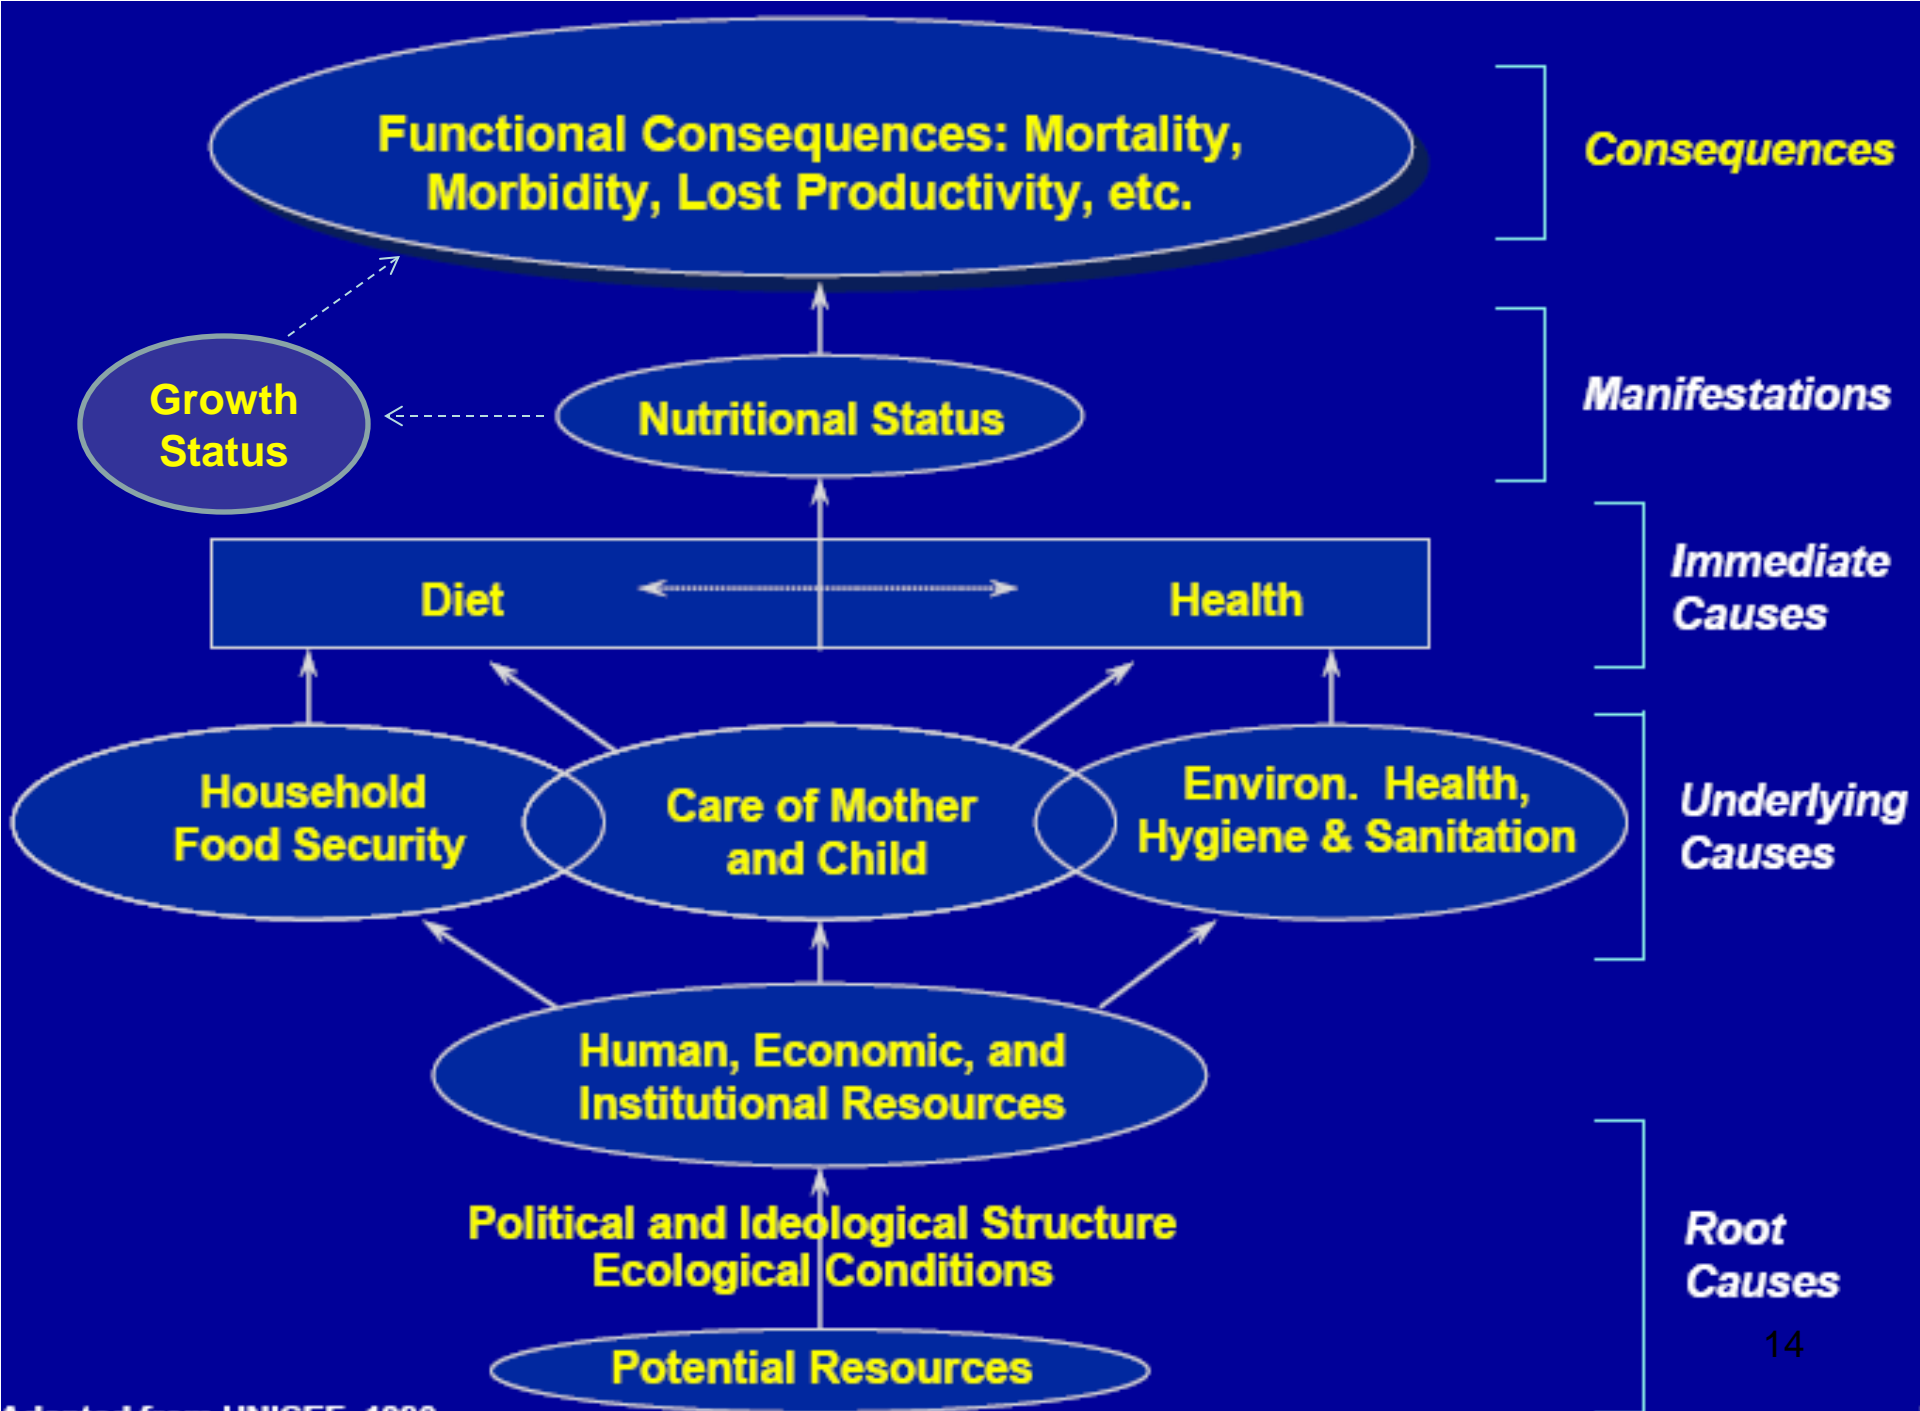 Functional Consequences: Mortality,
Morbidity, Lost Productivity, etc.
Consequences
Growth
Status
Nutritional Status
Manifestations
Diet
Health
Immediate
Causes
Household
Food Security
Care of Mother
and Child
Environ. Health,
Hygiene & Sanitation
Underlying
Causes
Human, Economic, and
Institutional Resources
Political and Ideological Structure
Ecological Conditions
Root
Causes
Potential Resources
14